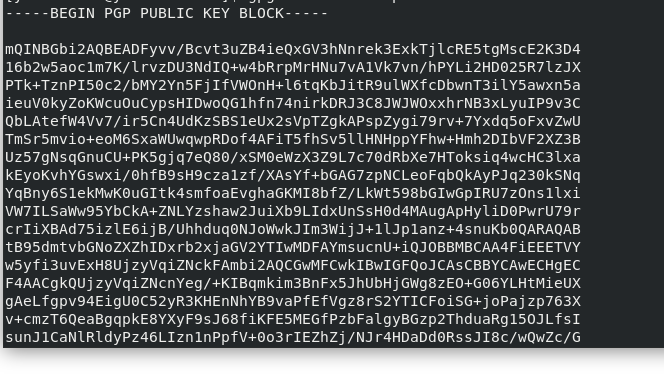 -----BEGIN PGP PUBLIC KEY BLOCK-----
mQINBGbi2AQBEADFyvv/Bcvt3uZB4ieQxGV3hNnrek3ExkTjlcRE5tgMscE2K3D4
16b2w5aoc1m7K/lrvzDU3NdIQ+w4bRrpMrHNu7vA1Vk7vn/hPYLi2HD025R7lzJX
PTk+TznPI50c2/bMY2Yn5FjIfVWOnH+l6tqKbJitR9ulWXfcDbwnT3ilY5awxn5a
ieuV0kyZoKWcuOuCypsHIDwoQG1hfn74nirkDRJ3C8JWJWOxxhrNB3xLyuIP9v3C
QbLAtefW4Vv7/ir5Cn4UdKzSBS1eUx2sVpTZgkAPspZygi79rv+7Yxdq5oFxvZwU
TmSr5mvio+eoM6SxaWUwqwpRDof4AFiT5fhSv5llHNHppYFhw+Hmh2DIbVF2XZ3B
Uz57gNsqGnuCU+PK5gjq7eQ80/xSM0eWzX3Z9L7c70dRbXe7HToksiq4wcHC3lxa
kEyoKvhYGswxi/0hfB9sH9cza1zf/XAsYf+bGAG7zpNCLeoFqbQkAyPJq230kSNq
YqBny6S1ekMwK0uGItk4smfoaEvghaGKMI8bfZ/LkWt598bGIwGpIRU7zOns1lxi
VW7ILSaWw95YbCkA+ZNLYzshaw2JuiXb9LIdxUnSsH0d4MAugApHyliD0PwrU79r
crIiXBAd75izlE6ijB/Uhhduq0NJoWwkJIm3WijJ+1lJp1anz+4snuKb0QARAQAB
tB95dmtvbGNoZXZhIDxrb2xjaGV2YTIwMDFAYmsucnU+iQJOBBMBCAA4FiEEETVY
w5yfi3uvExH8UjzyVqiZNckFAmbi2AQCGwMFCwkIBwIGFQoJCAsCBBYCAwECHgEC
F4AACgkQUjzyVqiZNcnYeg/+KIBqmkim3BnFx5JhUbHjGWg8zEO+G06YLHtMieUX
gAeLfgpv94EigU0C52yR3KHEnNhYB9vaPfEfVgz8rS2YTICFoiSG+joPajzp763X
v+cmzT6QeaBgqpkE8YXyF9sJ68fiKFE5MEGfPzbFalgyBGzp2ThduaRg15OJLfsI
sunJ1CaNlRldyPz46LIzn1nPpfV+0o3rIEZhZj/NJr4HDaDd0RssJI8c/wQwZc/G